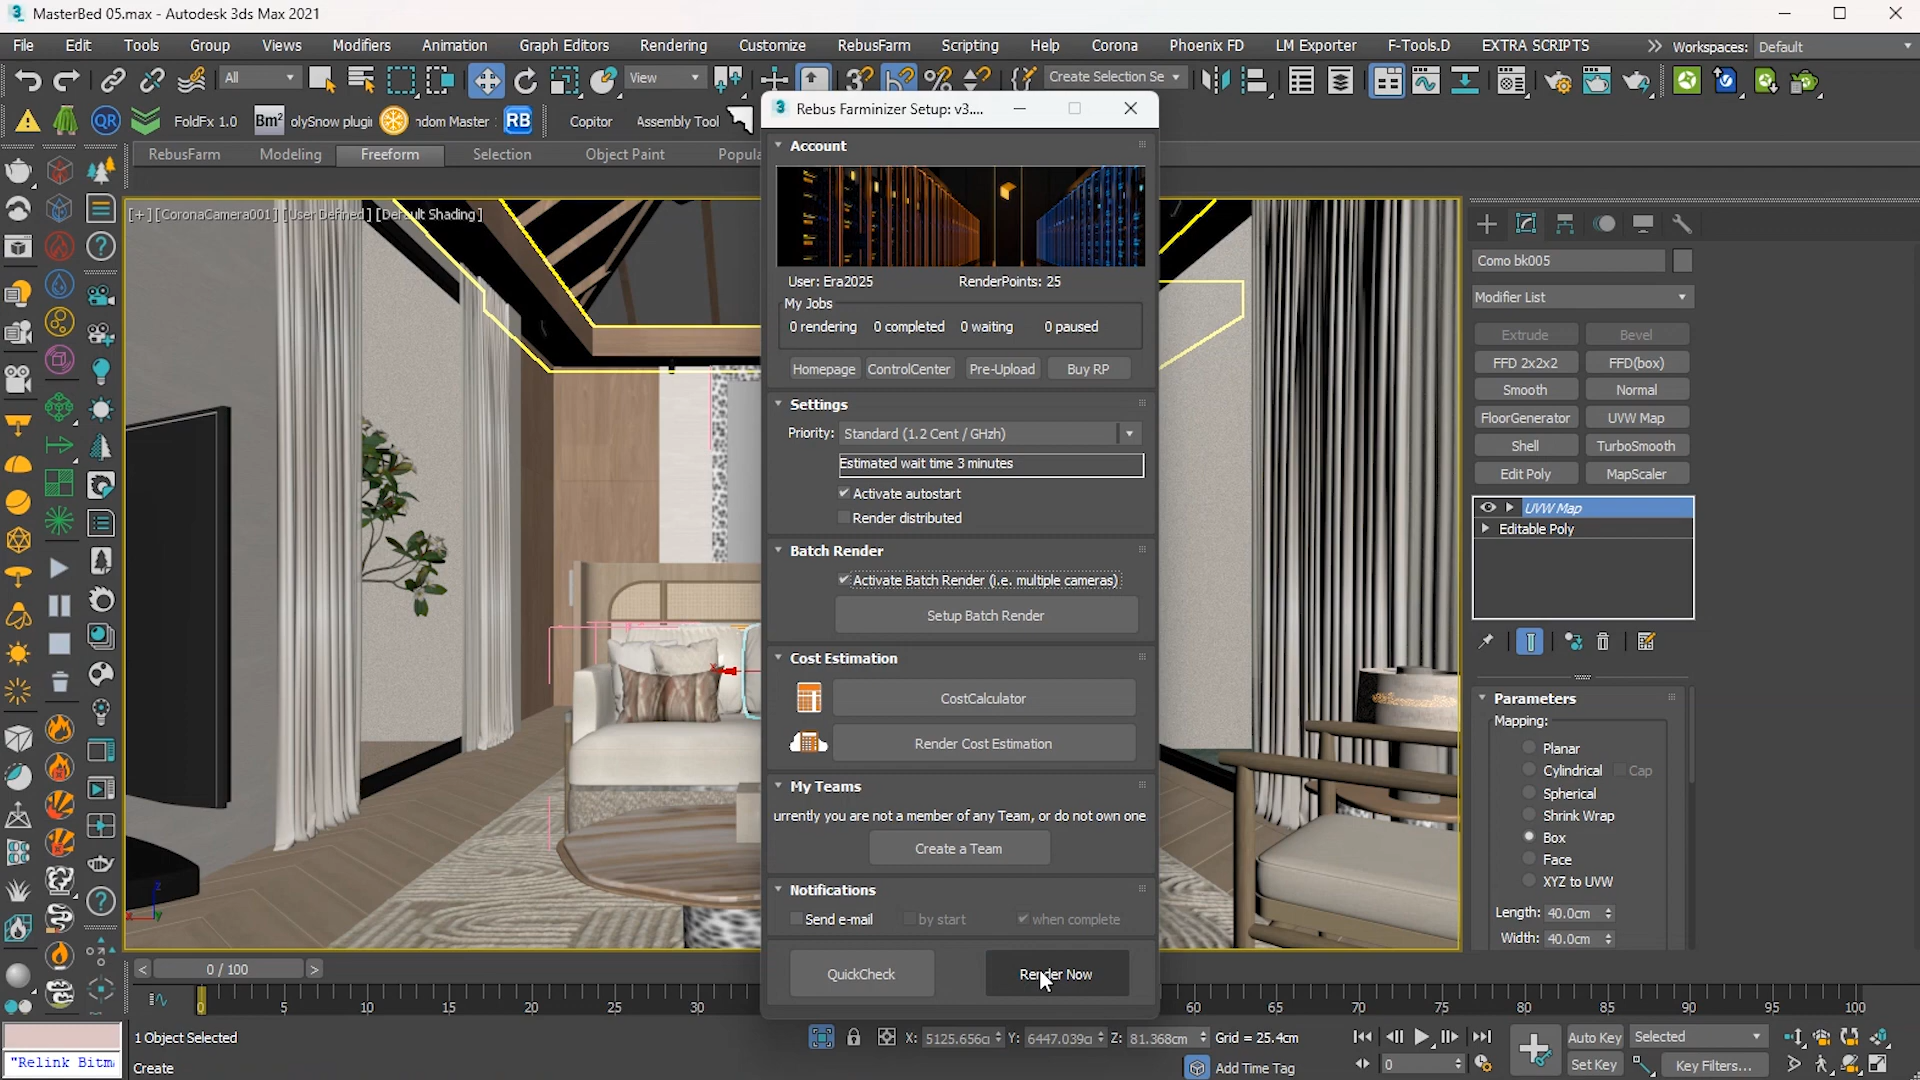 MasterBed 05.max - Autodesk 3ds Max 2021
File Edit Tools Group Views Modifiers Animation Graph Editors Rendering Customize RebusFarm Scripting Help Corona Phoenix FD LM Exporter F-Tools.D EXTRA SCRIPTS Workspaces: Default
All View Create Selection Se
QR FoldFx 1.0 Bm² olySnow plugi ndom Master RB Copitor Assembly Tool
RebusFarm Modeling Freeform Selection Object Paint Popula
[+] [CoronaCamera001] [User Defined] [Default Shading]
Rebus Farminizer Setup: v3....
Account
User: Era2025 RenderPoints: 25
My Jobs
0 rendering 0 completed 0 waiting 0 paused
Homepage ControlCenter Pre-Upload Buy RP
Settings
Priority: Standard (1.2 Cent / GHzh)
Estimated wait time 3 minutes
Activate autostart
Render distributed
Batch Render
Activate Batch Render (i.e. multiple cameras)
Setup Batch Render
Cost Estimation
CostCalculator
Render Cost Estimation
My Teams
urrently you are not a member of any Team, or do not own one
Create a Team
Notifications
Send e-mail by start when complete
QuickCheck Render Now
Como bk005
Modifier List
Extrude Bevel
FFD 2x2x2 FFD(box)
Smooth Normal
FloorGenerator UVW Map
Shell TurboSmooth
Edit Poly MapScaler
UVW Map
Editable Poly
Parameters
Mapping:
Planar
Cylindrical Cap
Spherical
Shrink Wrap
Box
Face
XYZ to UVW
Length: 40.0cm
Width: 40.0cm
< 0 / 100 >
0 5 10 15 20 25 30 60 65 70 75 80 85 90 95 100
1 Object Selected X: 5125.656c Y: 6447.039c Z: 81.368cm Grid = 25.4cm Auto Key Selected
"Relink Bitm Create Add Time Tag 0 Set Key Key Filters...